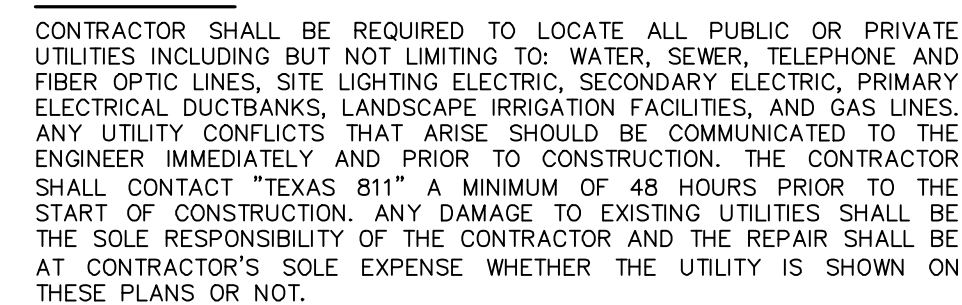 CONTRACTOR SHALL BE REQUIRED TO LOCATE ALL PUBLIC OR PRIVATE
UTILITIES INCLUDING BUT NOT LIMITING TO: WATER, SEWER, TELEPHONE AND
FIBER OPTIC LINES, SITE LIGHTING ELECTRIC, SECONDARY ELECTRIC, PRIMARY
ELECTRICAL DUCTBANKS, LANDSCAPE IRRIGATION FACILITIES, AND GAS LINES.
ANY UTILITY CONFLICTS THAT ARISE SHOULD BE COMMUNICATED TO THE
ENGINEER IMMEDIATELY AND PRIOR TO CONSTRUCTION. THE CONTRACTOR
SHALL CONTACT "TEXAS 811" A MINIMUM OF 48 HOURS PRIOR TO THE
START OF CONSTRUCTION. ANY DAMAGE TO EXISTING UTILITIES SHALL BE
THE SOLE RESPONSIBILITY OF THE CONTRACTOR AND THE REPAIR SHALL BE
AT CONTRACTOR'S SOLE EXPENSE WHETHER THE UTILITY IS SHOWN ON
THESE PLANS OR NOT.